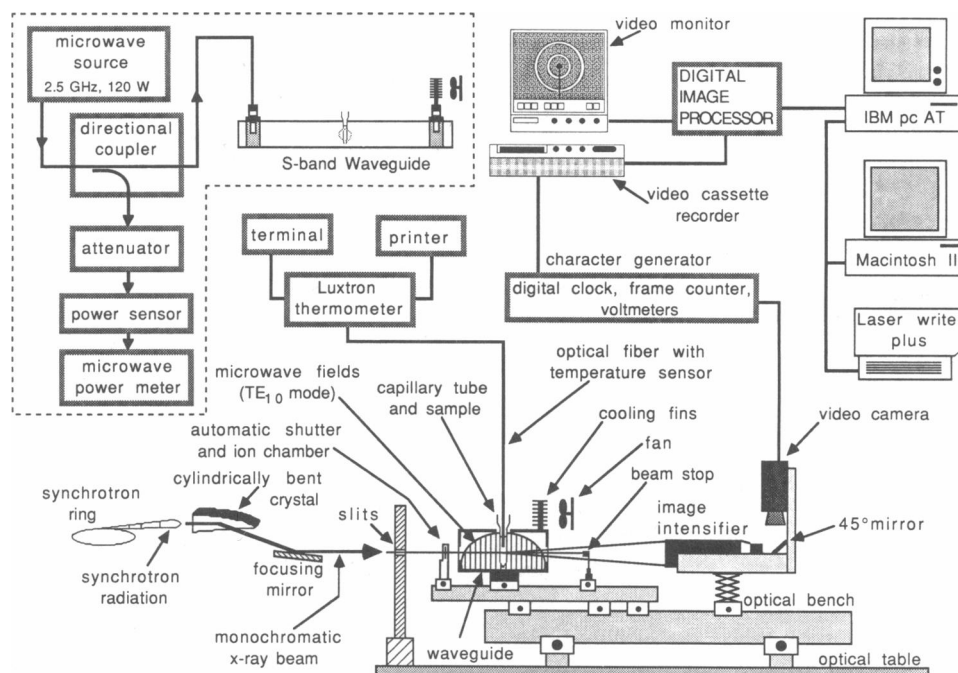 microwave
source
2.5 GHz, 120 W
directional
coupler
attenuator
power sensor
microwave
power meter
S-band Waveguide
video monitor
DIGITAL
IMAGE
PROCESSOR
IBM pc AT
video cassette
recorder
Macintosh II
Laser write
plus
terminal
printer
Luxtron
thermometer
character generator
digital clock, frame counter,
voltmeters
microwave fields
(TE10 mode)
capillary tube
and sample
optical fiber with
temperature sensor
cooling fins
fan
video camera
automatic shutter
and ion chamber
cylindrically bent
crystal
beam stop
synchrotron
ring
slits
image
intensifier
45° mirror
synchrotron
radiation
focusing
mirror
monochromatic
x-ray beam
waveguide
optical bench
optical table